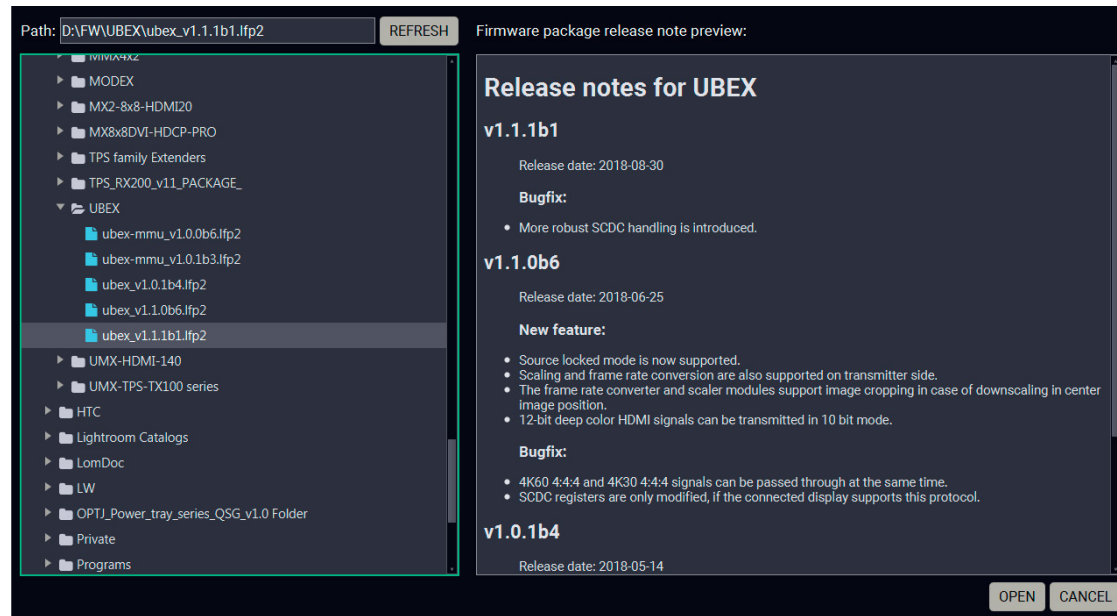 Path: D:\FW\UBEX\ubex_v1.1.1b1.lfp2 REFRESH
MMX4x2
MODEX
MX2-8x8-HDMI20
MX8x8DVI-HDCP-PRO
TPS family Extenders
TPS_RX200_v11_PACKAGE_
UBEX
ubex-mmu_v1.0.0b6.lfp2
ubex-mmu_v1.0.1b3.lfp2
ubex_v1.0.1b4.lfp2
ubex_v1.1.0b6.lfp2
ubex_v1.1.1b1.lfp2
UMX-HDMI-140
UMX-TPS-TX100 series
HTC
Lightroom Catalogs
LomDoc
LW
OPTJ_Power_tray_series_QSG_v1.0 Folder
Private
Programs
Firmware package release note preview:
Release notes for UBEX
v1.1.1b1
Release date: 2018-08-30
Bugfix:
• More robust SCDC handling is introduced.
v1.1.0b6
Release date: 2018-06-25
New feature:
• Source locked mode is now supported.
• Scaling and frame rate conversion are also supported on transmitter side.
• The frame rate converter and scaler modules support image cropping in case of downscaling in center
image position.
• 12-bit deep color HDMI signals can be transmitted in 10 bit mode.
Bugfix:
• 4K60 4:4:4 and 4K30 4:4:4 signals can be passed through at the same time.
• SCDC registers are only modified, if the connected display supports this protocol.
v1.0.1b4
Release date: 2018-05-14
OPEN CANCEL